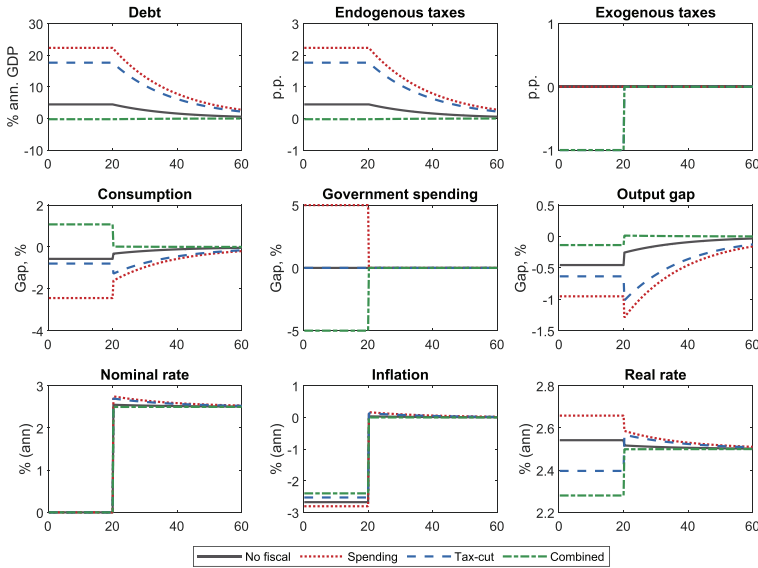 Debt
% ann. GDP
30
20
10
0
-10
0 20 40 60
Endogenous taxes
p.p.
3
2
1
0
-1
0 20 40 60
Exogenous taxes
p.p.
1
0
-1
0 20 40 60
Consumption
Gap, %
2
0
-2
-4
0 20 40 60
Government spending
Gap, %
5
0
-5
0 20 40 60
Output gap
Gap, %
0.5
0
-0.5
-1
-1.5
0 20 40 60
Nominal rate
% (ann)
3
2
1
0
0 20 40 60
Inflation
% (ann)
1
0
-1
-2
-3
0 20 40 60
Real rate
% (ann)
2.8
2.6
2.4
2.2
0 20 40 60
No fiscal Spending Tax-cut Combined